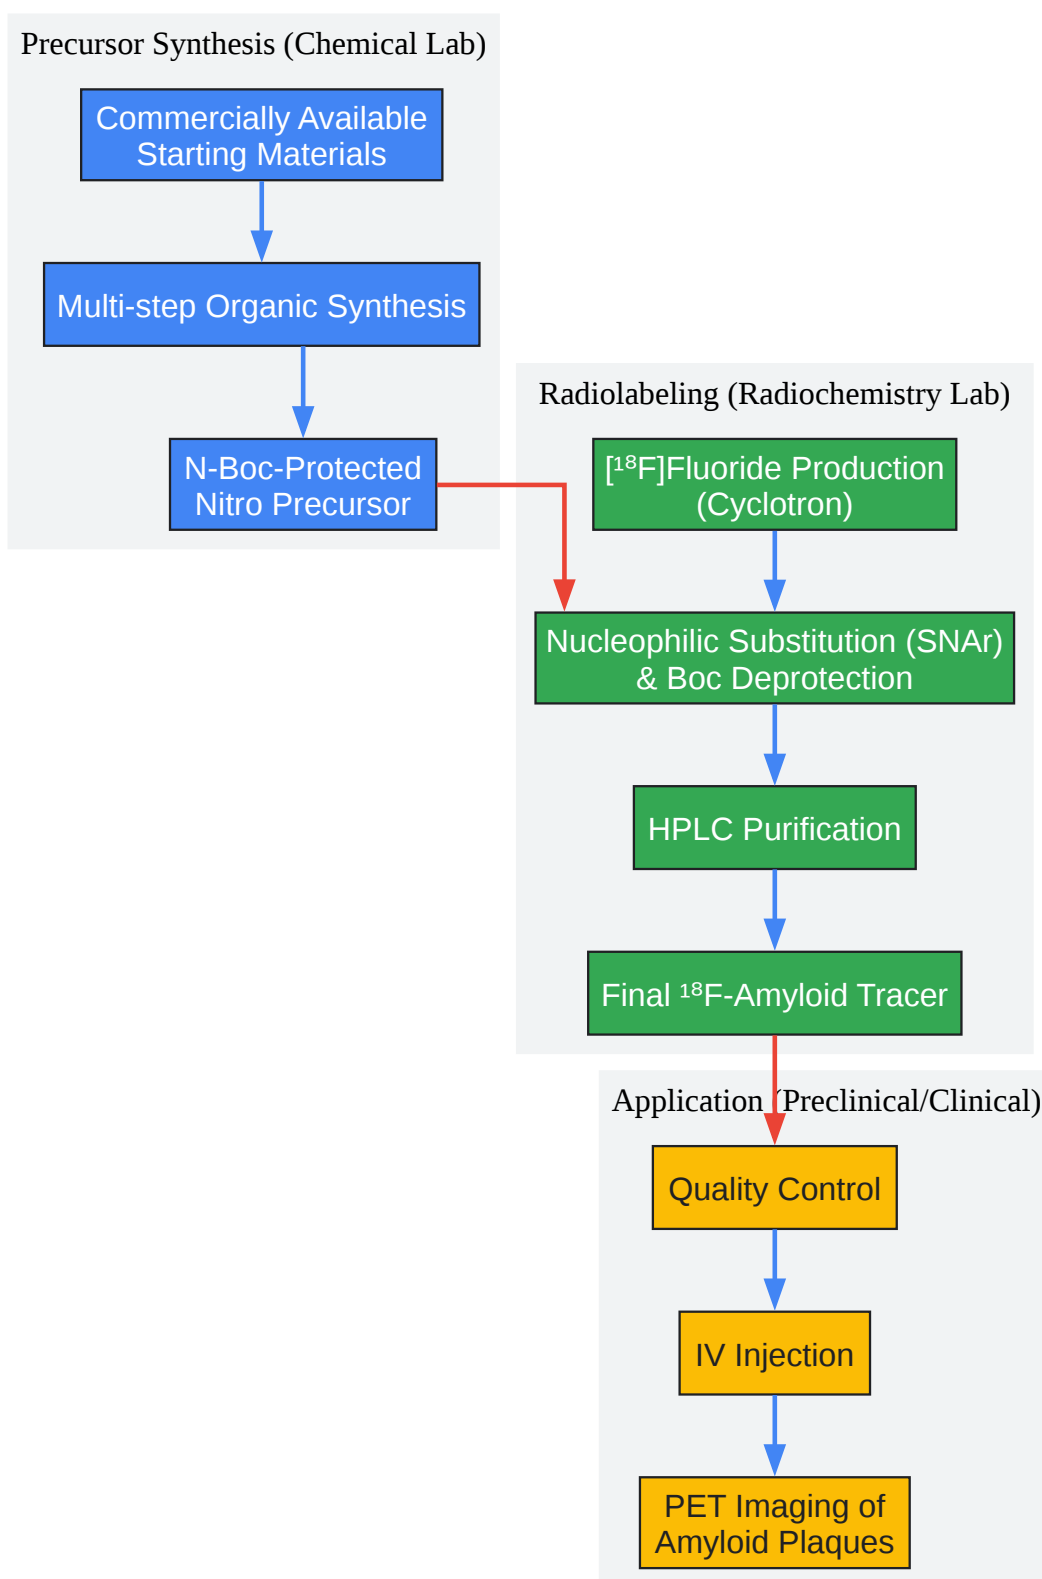 Precursor Synthesis (Chemical Lab)
Commercially Available
Starting Materials
Multi-step Organic Synthesis
N-Boc-Protected
Nitro Precursor
Radiolabeling (Radiochemistry Lab)
[¹⁸F]Fluoride Production
(Cyclotron)
Nucleophilic Substitution (SNAr)
& Boc Deprotection
HPLC Purification
Final ¹⁸F-Amyloid Tracer
Application (Preclinical/Clinical)
Quality Control
IV Injection
PET Imaging of
Amyloid Plaques